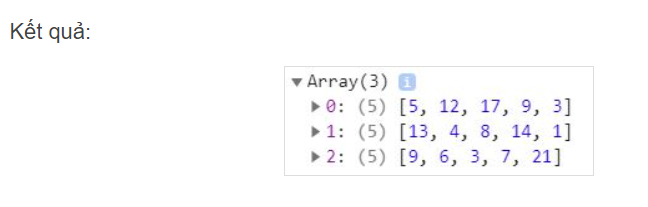 Kết quả:
▼Array(3) i
▶0: (5) [5, 12, 17, 9, 3]
▶1: (5) [13, 4, 8, 14, 1]
▶2: (5) [9, 6, 3, 7, 21]